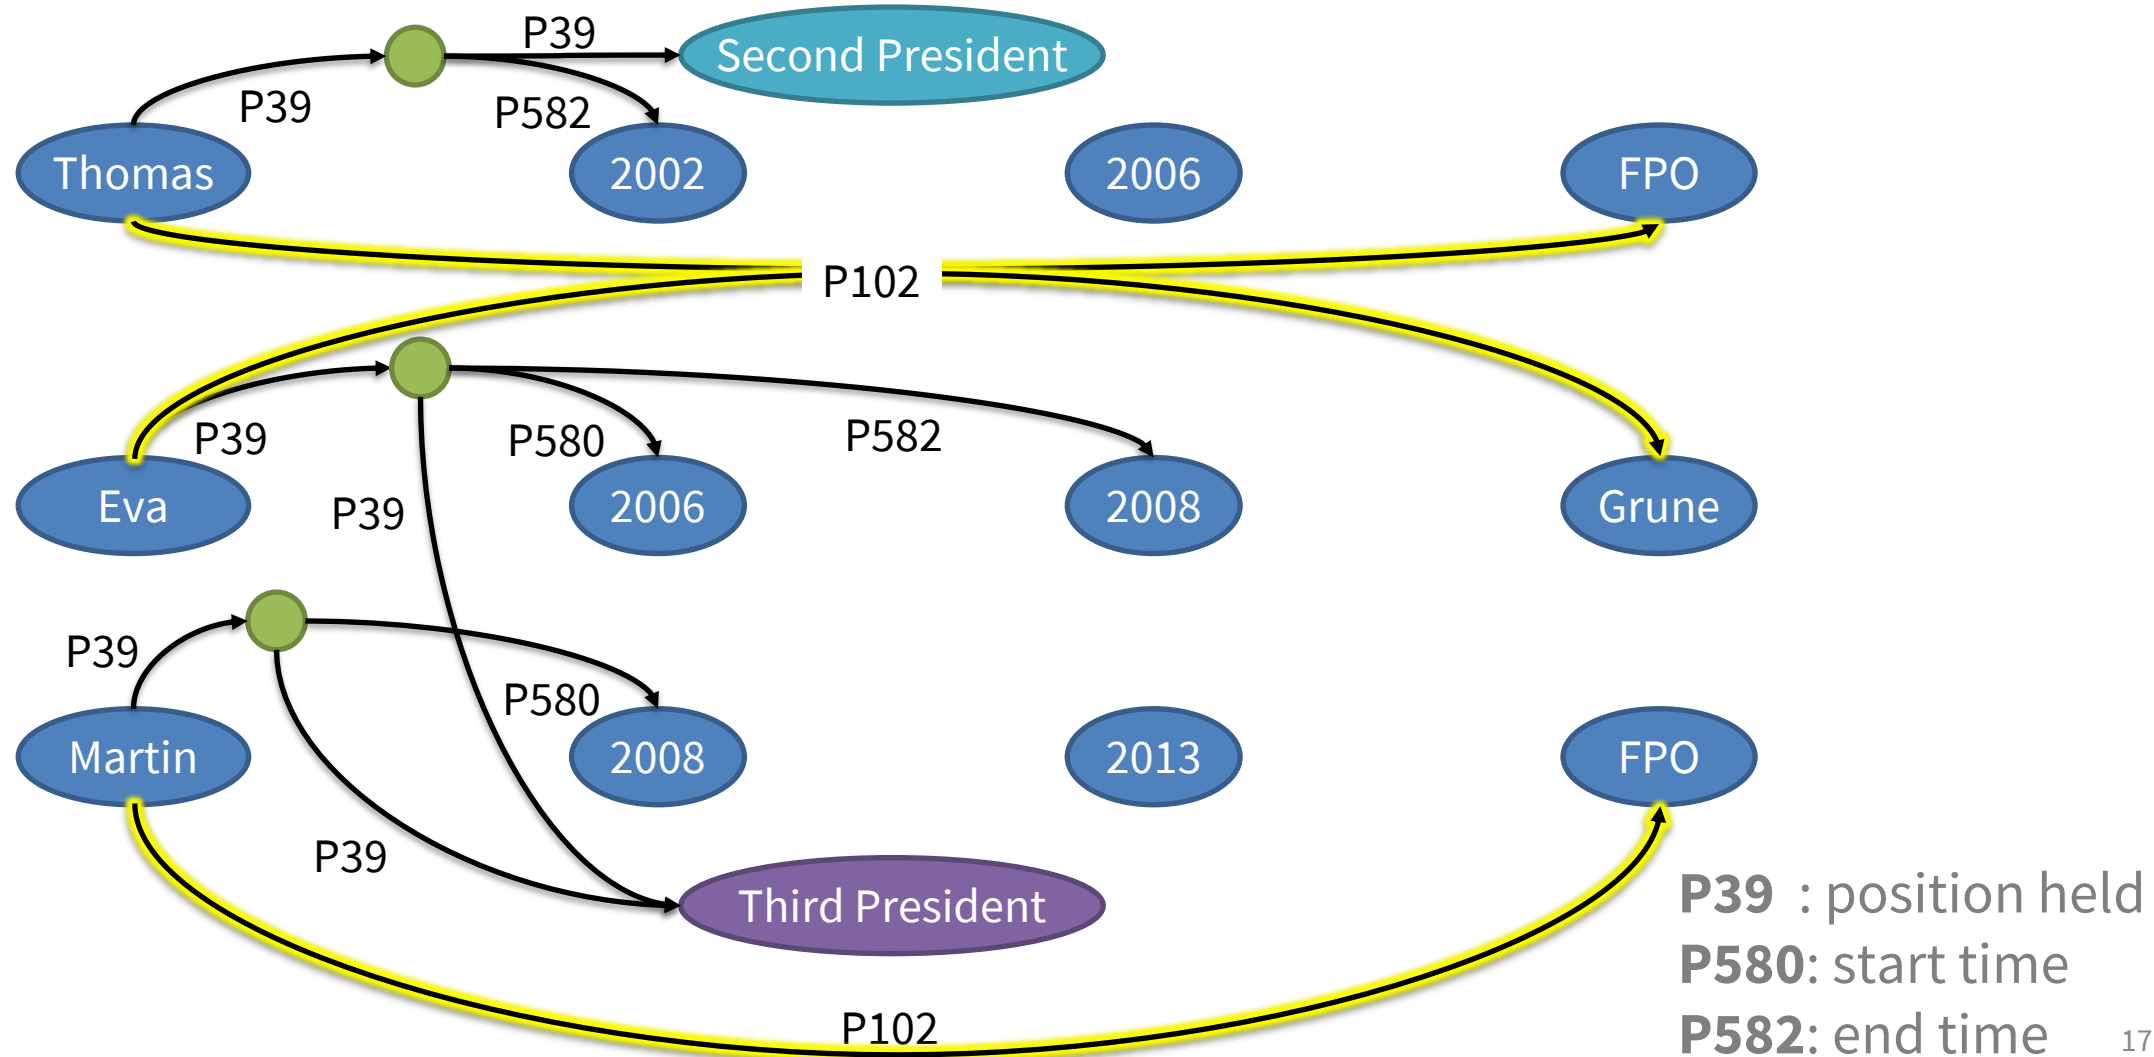 P39
Second President
P39
P582
Thomas
2002
2006
FPO
P102
P39
P580
P582
Eva
2006
2008
Grune
P39
P39
P580
Martin
2008
2013
FPO
P39
Third President
P39 : position held
P580: start time
P102
P582: end time
17